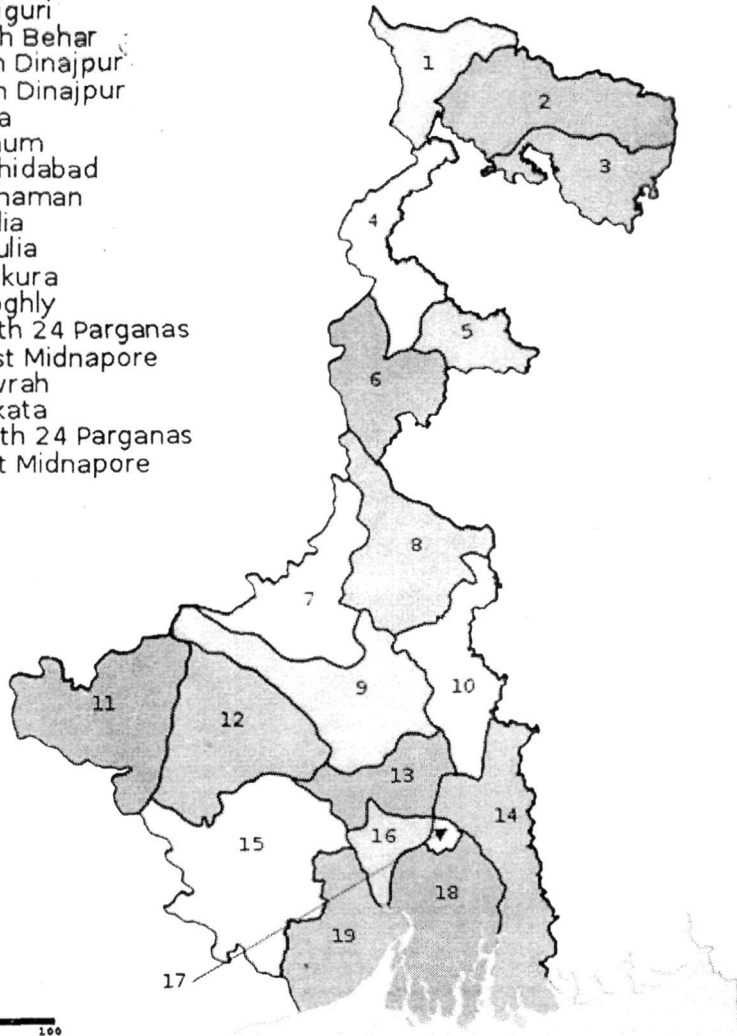 guri
h Behar
h Dinajpur
h Dinajpur
a
hum
hidabad
haman
lia
ulia
kura
oghly
th 24 Parganas
st Midnapore
wrah
kata
th 24 Parganas
t Midnapore
1
2
3
4
5
6
8
7
9
10
11
12
13
14
15
16
18
19
17
100